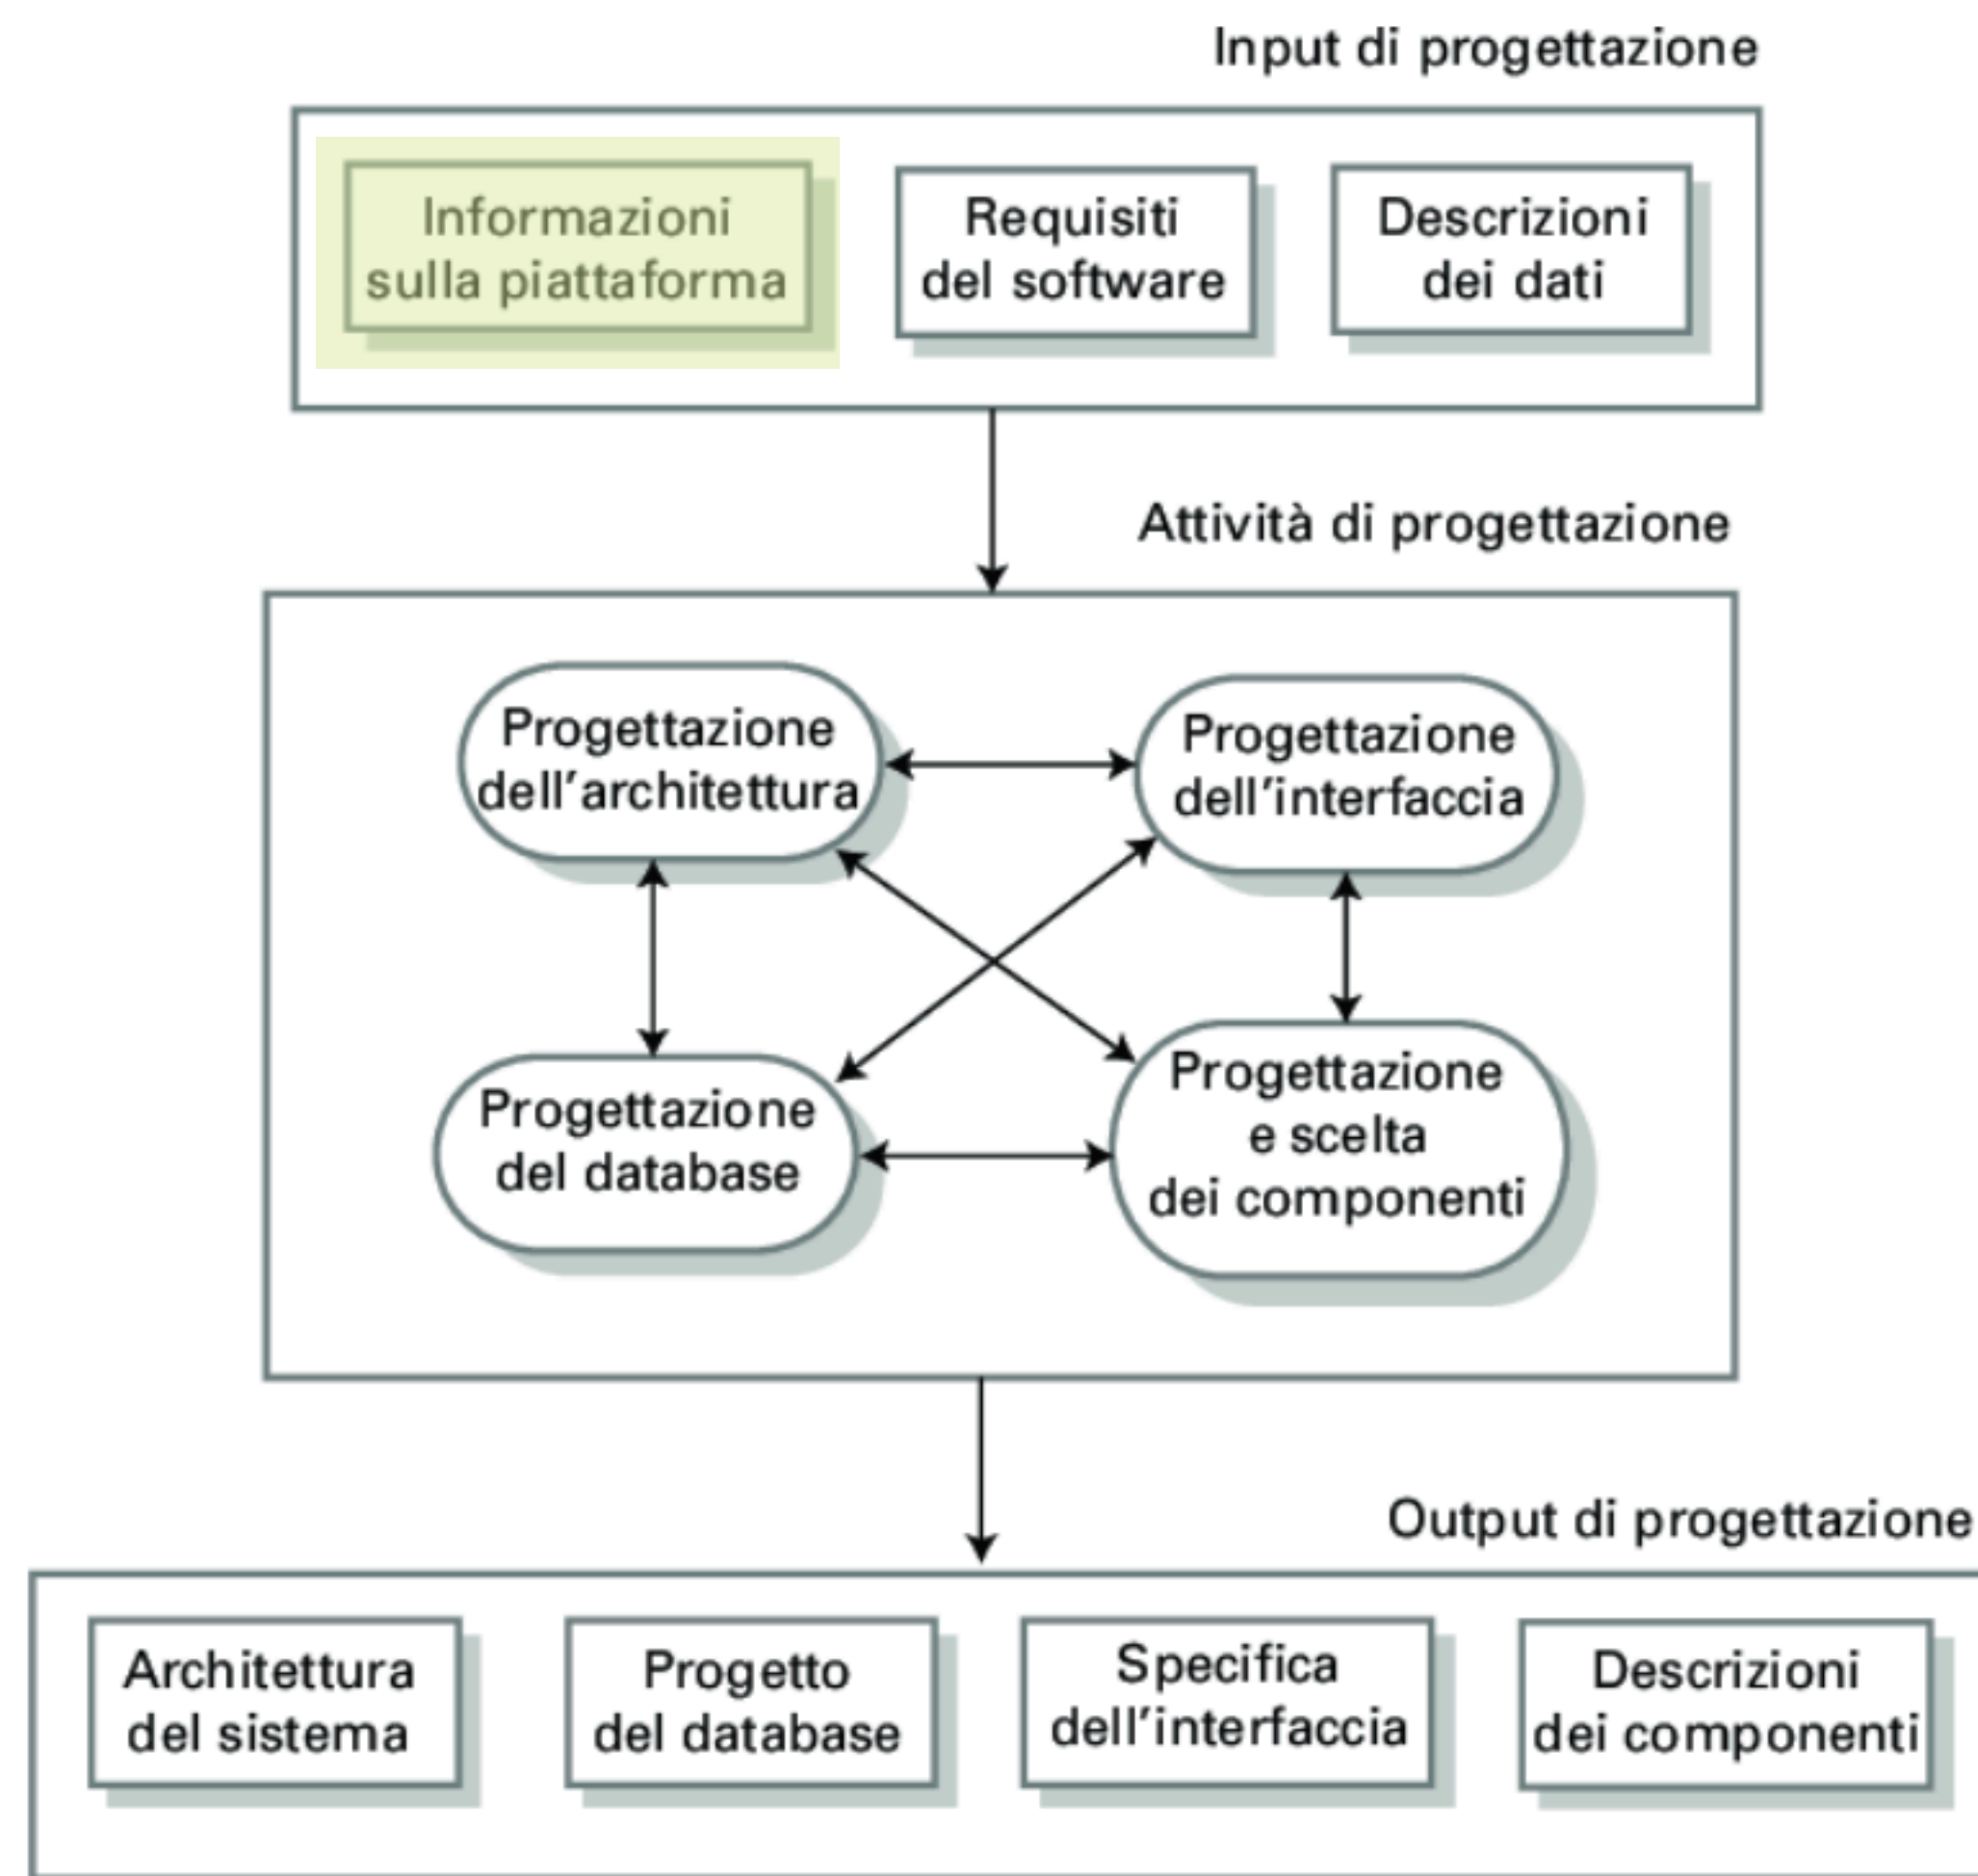 Input di progettazione
Informazioni
sulla piattaforma
Requisiti
del software
Descrizioni
dei dati
Attività di progettazione
Progettazione
dell'architettura
Progettazione
dell'interfaccia
Progettazione
del database
Progettazione
e scelta
dei componenti
Output di progettazione
Architettura
del sistema
Progetto
del database
Specifica
dell'interfaccia
Descrizioni
dei componenti